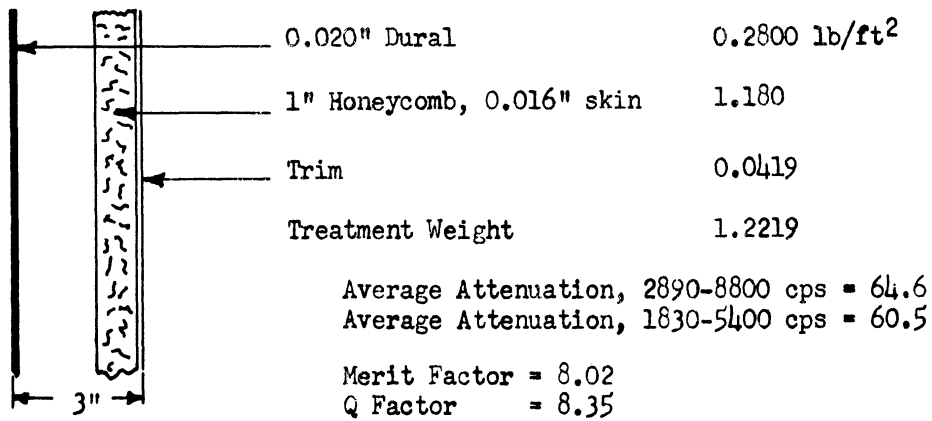 0.020" Dural 0.2800 lb/ft²
1" Honeycomb, 0.016" skin 1.180
Trim 0.0419
Treatment Weight 1.2219
Average Attenuation, 2890-8800 cps = 64.6
Average Attenuation, 1830-5400 cps = 60.5
Merit Factor = 8.02
Q Factor = 8.35
3"